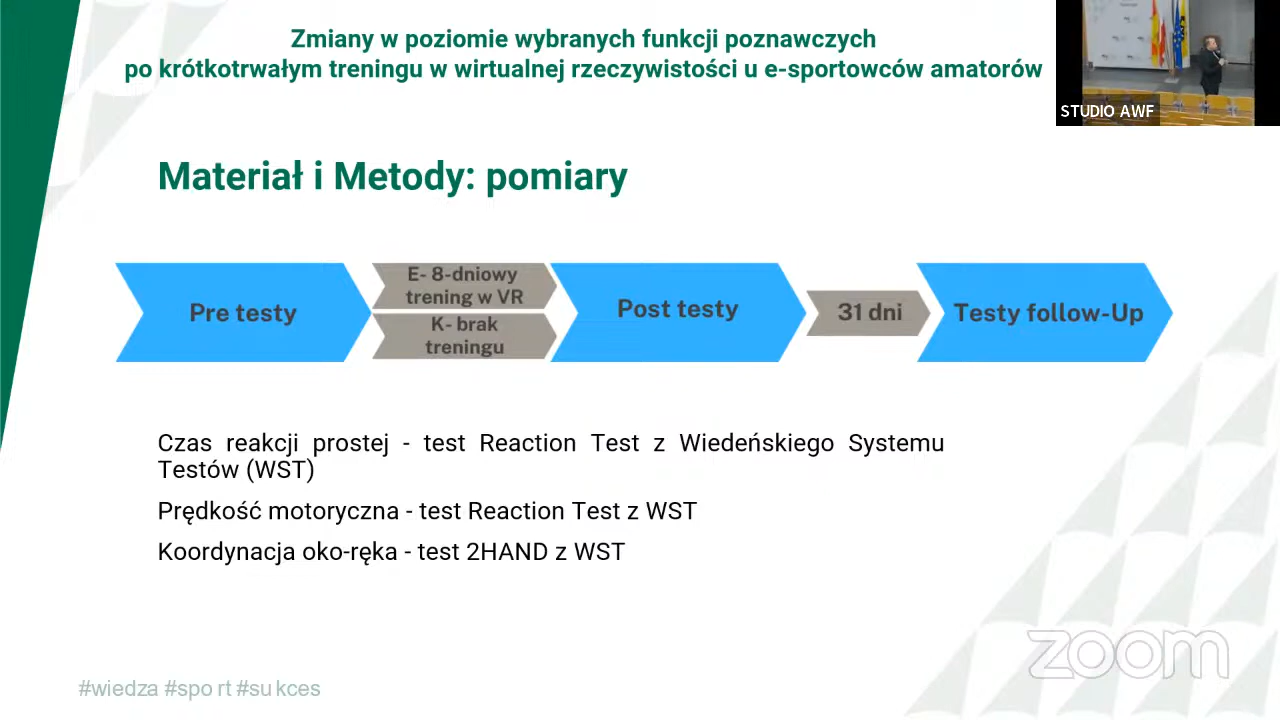 Zmiany w poziomie wybranych funkcji poznawczych
po krótkotrwałym treningu w wirtualnej rzeczywistości u e-sportowców amatorów
STUDIO AWF
Materiał i Metody: pomiary
Pre testy
E- 8-dniowy
trening w VR
K- brak
treningu
Post testy
31 dni
Testy follow-Up
Czas reakcji prostej - test Reaction Test z Wiedeńskiego Systemu
Testów (WST)
Prędkość motoryczna - test Reaction Test z WST
Koordynacja oko-ręka - test 2HAND z WST
zoom
#wiedza #spo rt #su kces